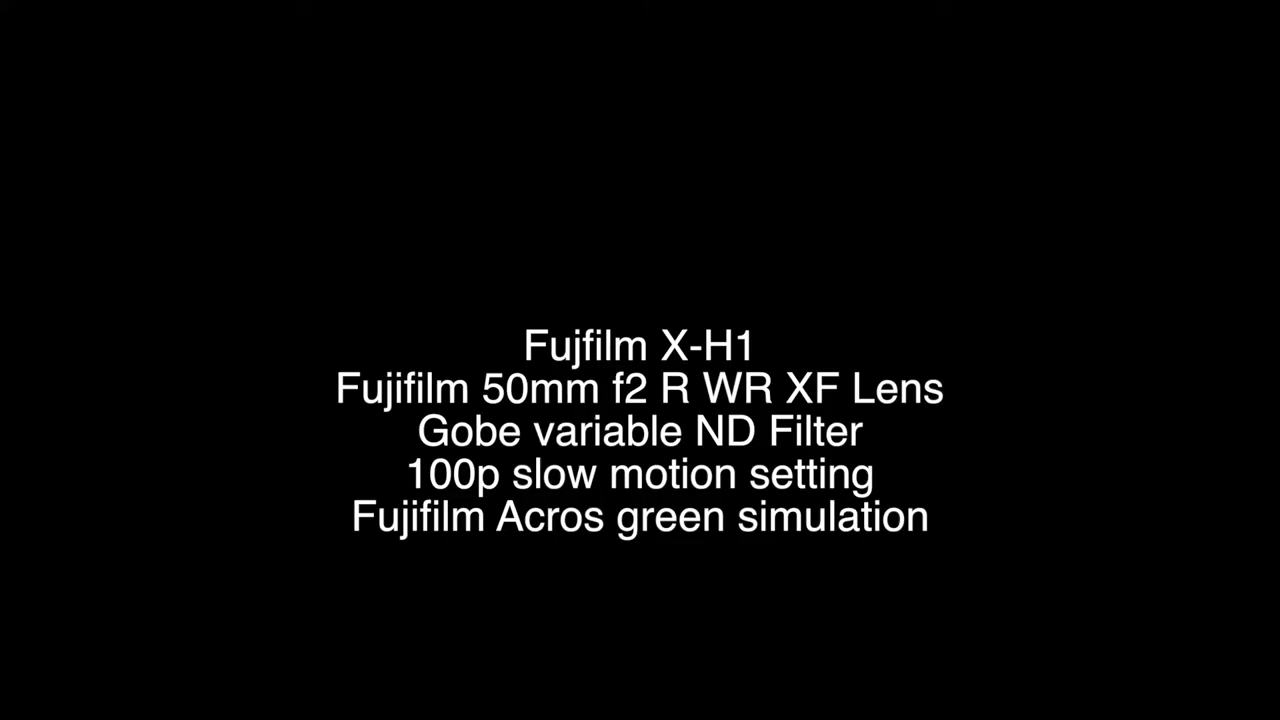 Fujfilm X-H1
Fujifilm 50mm f2 R WR XF Lens
Gobe variable ND Filter
100p slow motion setting
Fujifilm Acros green simulation